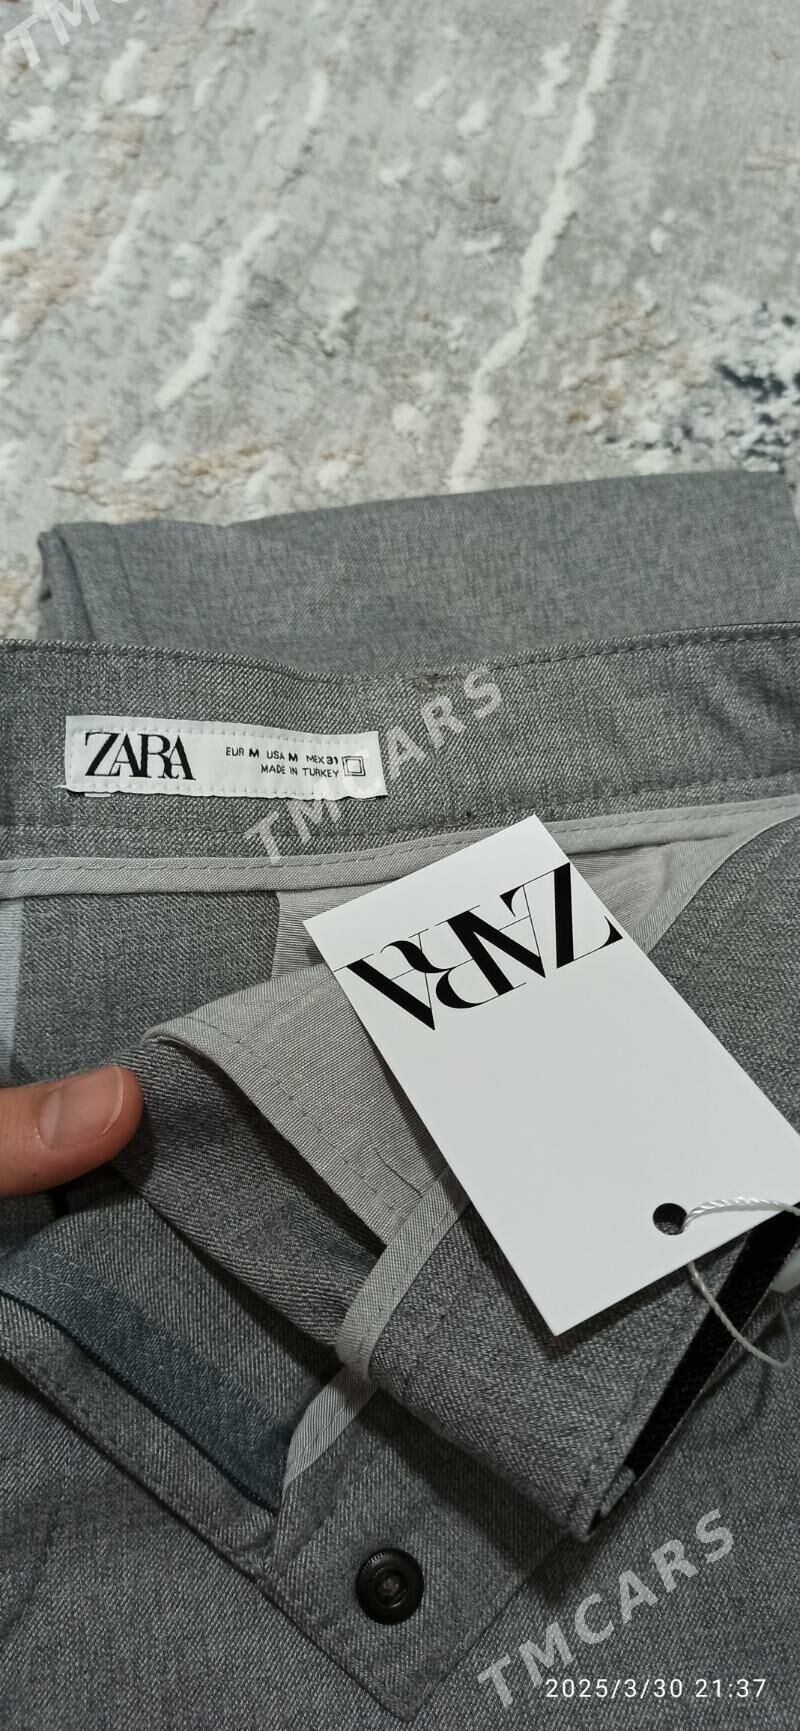 TMCARS
ZARA
EUR M USA M MEX 31
MADE IN TURKEY
TMCARS
ZARA
TMCARS
2025/3/30 21:37